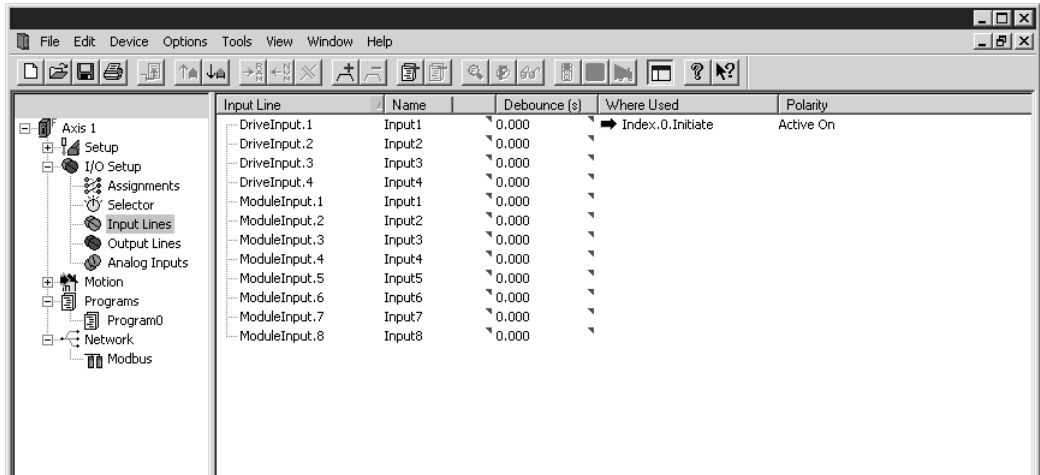 File Edit Device Options Tools View Window Help
Input Line Name Debounce (s) Where Used Polarity
Axis 1
Setup
I/O Setup
Assignments
Selector
Input Lines
Output Lines
Analog Inputs
Motion
Programs
Program0
Network
Modbus
DriveInput.1 Input1 0.000 Index.0.Initiate Active On
DriveInput.2 Input2 0.000
DriveInput.3 Input3 0.000
DriveInput.4 Input4 0.000
ModuleInput.1 Input1 0.000
ModuleInput.2 Input2 0.000
ModuleInput.3 Input3 0.000
ModuleInput.4 Input4 0.000
ModuleInput.5 Input5 0.000
ModuleInput.6 Input6 0.000
ModuleInput.7 Input7 0.000
ModuleInput.8 Input8 0.000